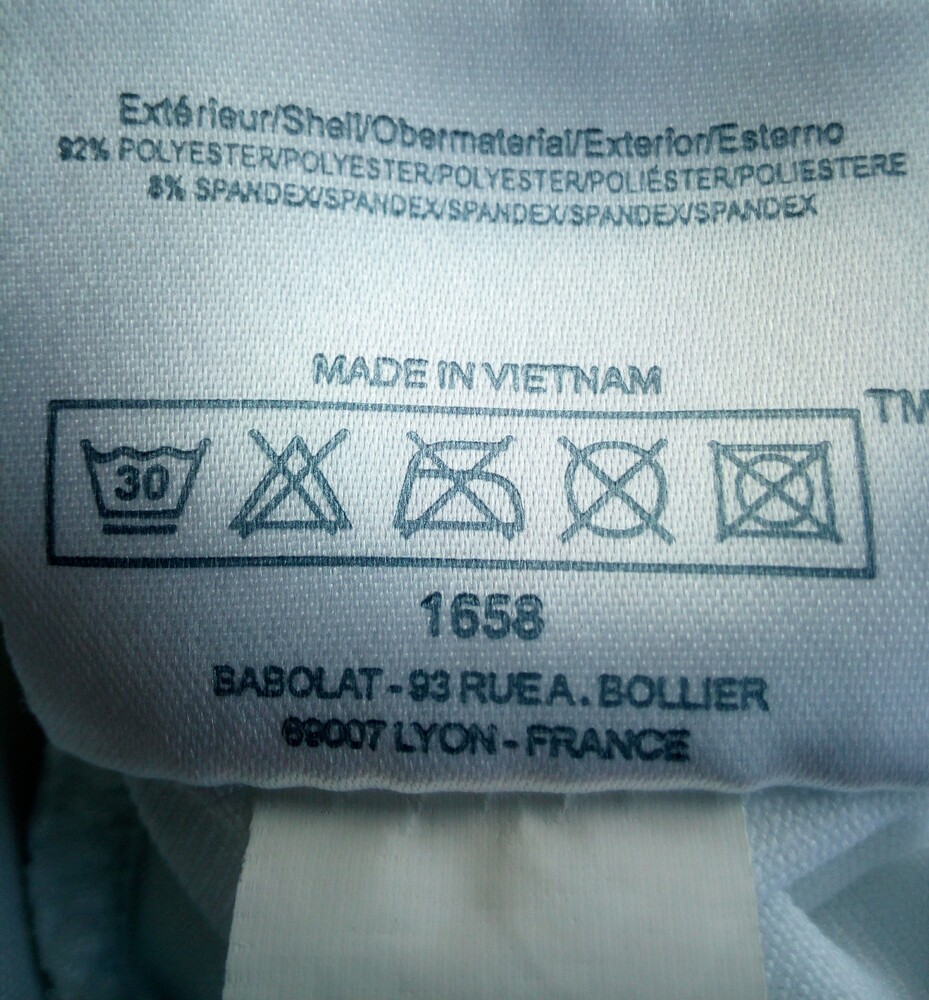 Extérieur/Shell/Obermaterial/Exterior/Esterno
92% POLYESTER/POLYESTER/POLYESTER/POLIÉSTER/POLIESTERE
8% SPANDEX/SPANDEX/SPANDEX/SPANDEX/SPANDEX
MADE IN VIETNAM
TM
30
1658
BABOLAT - 93 RUE A. BOLLIER
69007 LYON - FRANCE